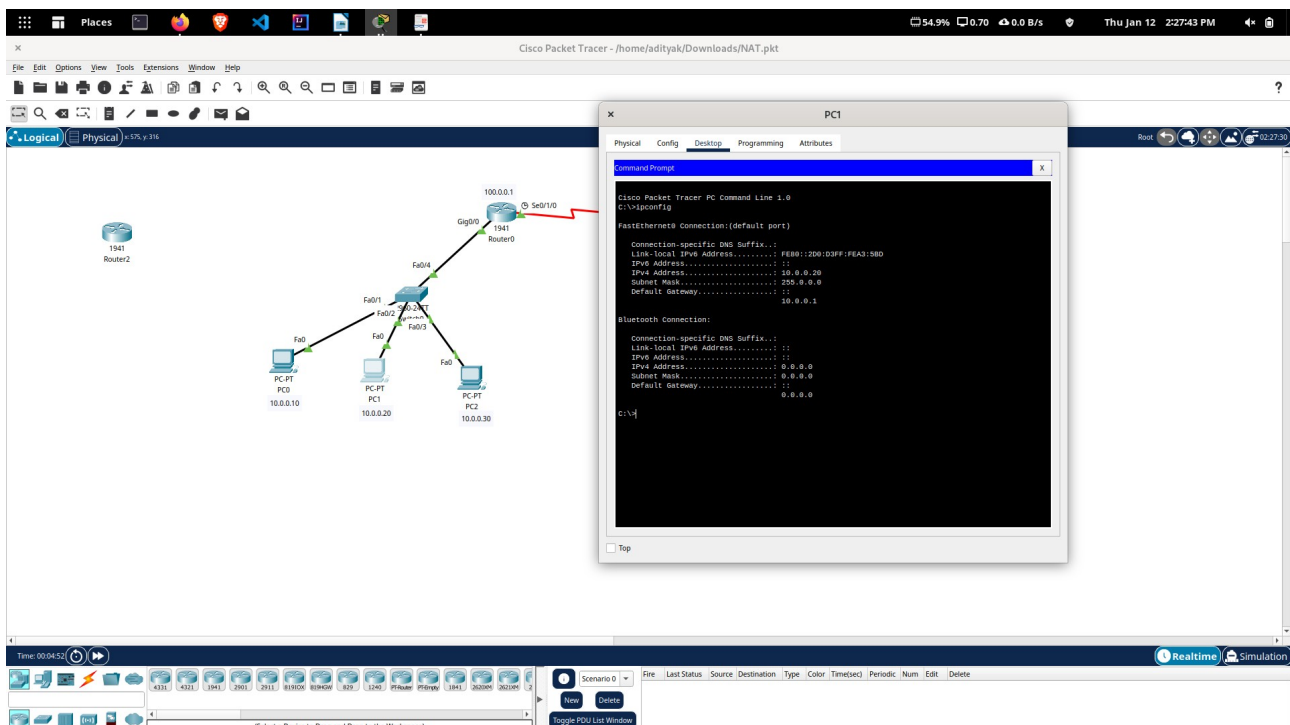 Places
54.9% 0.70 0.0 B/s Thu Jan 12 2:27:43 PM
Cisco Packet Tracer - /home/adityak/Downloads/NAT.pkt
File Edit Options View Tools Extensions Window Help
?
Logical Physical x: 575, y: 316
Root 02:27:30
100.0.0.1
Se0/1/0
Gig0/0
1941
Router0
1941
Router2
Fa0/4
Fa0/1
Fa0/2
Fa0/3
Fa0
Fa0
Fa0
PC-PT
PC0
10.0.0.10
PC-PT
PC1
10.0.0.20
PC-PT
PC2
10.0.0.30
PC1
Physical Config Desktop Programming Attributes
Command Prompt X
Cisco Packet Tracer PC Command Line 1.0
C:\>ipconfig
FastEthernet0 Connection:(default port)
Connection-specific DNS Suffix..:
Link-local IPv6 Address.........: FE80::2D0:D3FF:FEA3:5BD
IPv6 Address....................: ::
IPv4 Address....................: 10.0.0.20
Subnet Mask.....................: 255.0.0.0
Default Gateway.................: ::
10.0.0.1
Bluetooth Connection:
Connection-specific DNS Suffix..:
Link-local IPv6 Address.........: ::
IPv6 Address....................: ::
IPv4 Address....................: 0.0.0.0
Subnet Mask.....................: 0.0.0.0
Default Gateway.................: ::
0.0.0.0
C:\>
Top
Time: 00:04:52
Realtime Simulation
4331 4321 1941 2901 2911 819IOX 819HGW 829 1240 PT-Router PT-Empty 1841 2620XM 2621XM
Scenario 0
New Delete
Toggle PDU List Window
Fire Last Status Source Destination Type Color Time(sec) Periodic Num Edit Delete